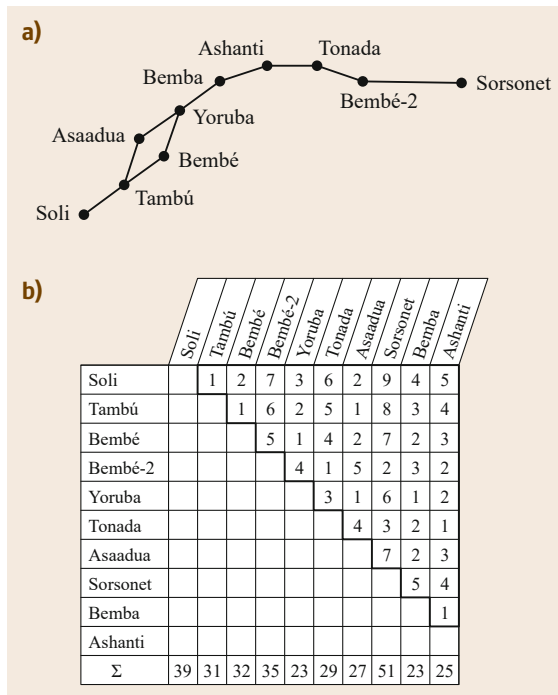 a)
Ashanti Tonada
Bemba Bembé-2 Sorsonet
Yoruba
Asaadua
Bembé
Tambú
Soli
b)
Soli Tambú Bembé Bembé-2 Yoruba Tonada Asaadua Sorsonet Bemba Ashanti
Soli 1 2 7 3 6 2 9 4 5
Tambú 1 6 2 5 1 8 3 4
Bembé 5 1 4 2 7 2 3
Bembé-2 4 1 5 2 3 2
Yoruba 3 1 6 1 2
Tonada 4 3 2 1
Asaadua 7 2 3
Sorsonet 5 4
Bemba 1
Ashanti
Σ 39 31 32 35 23 29 27 51 23 25